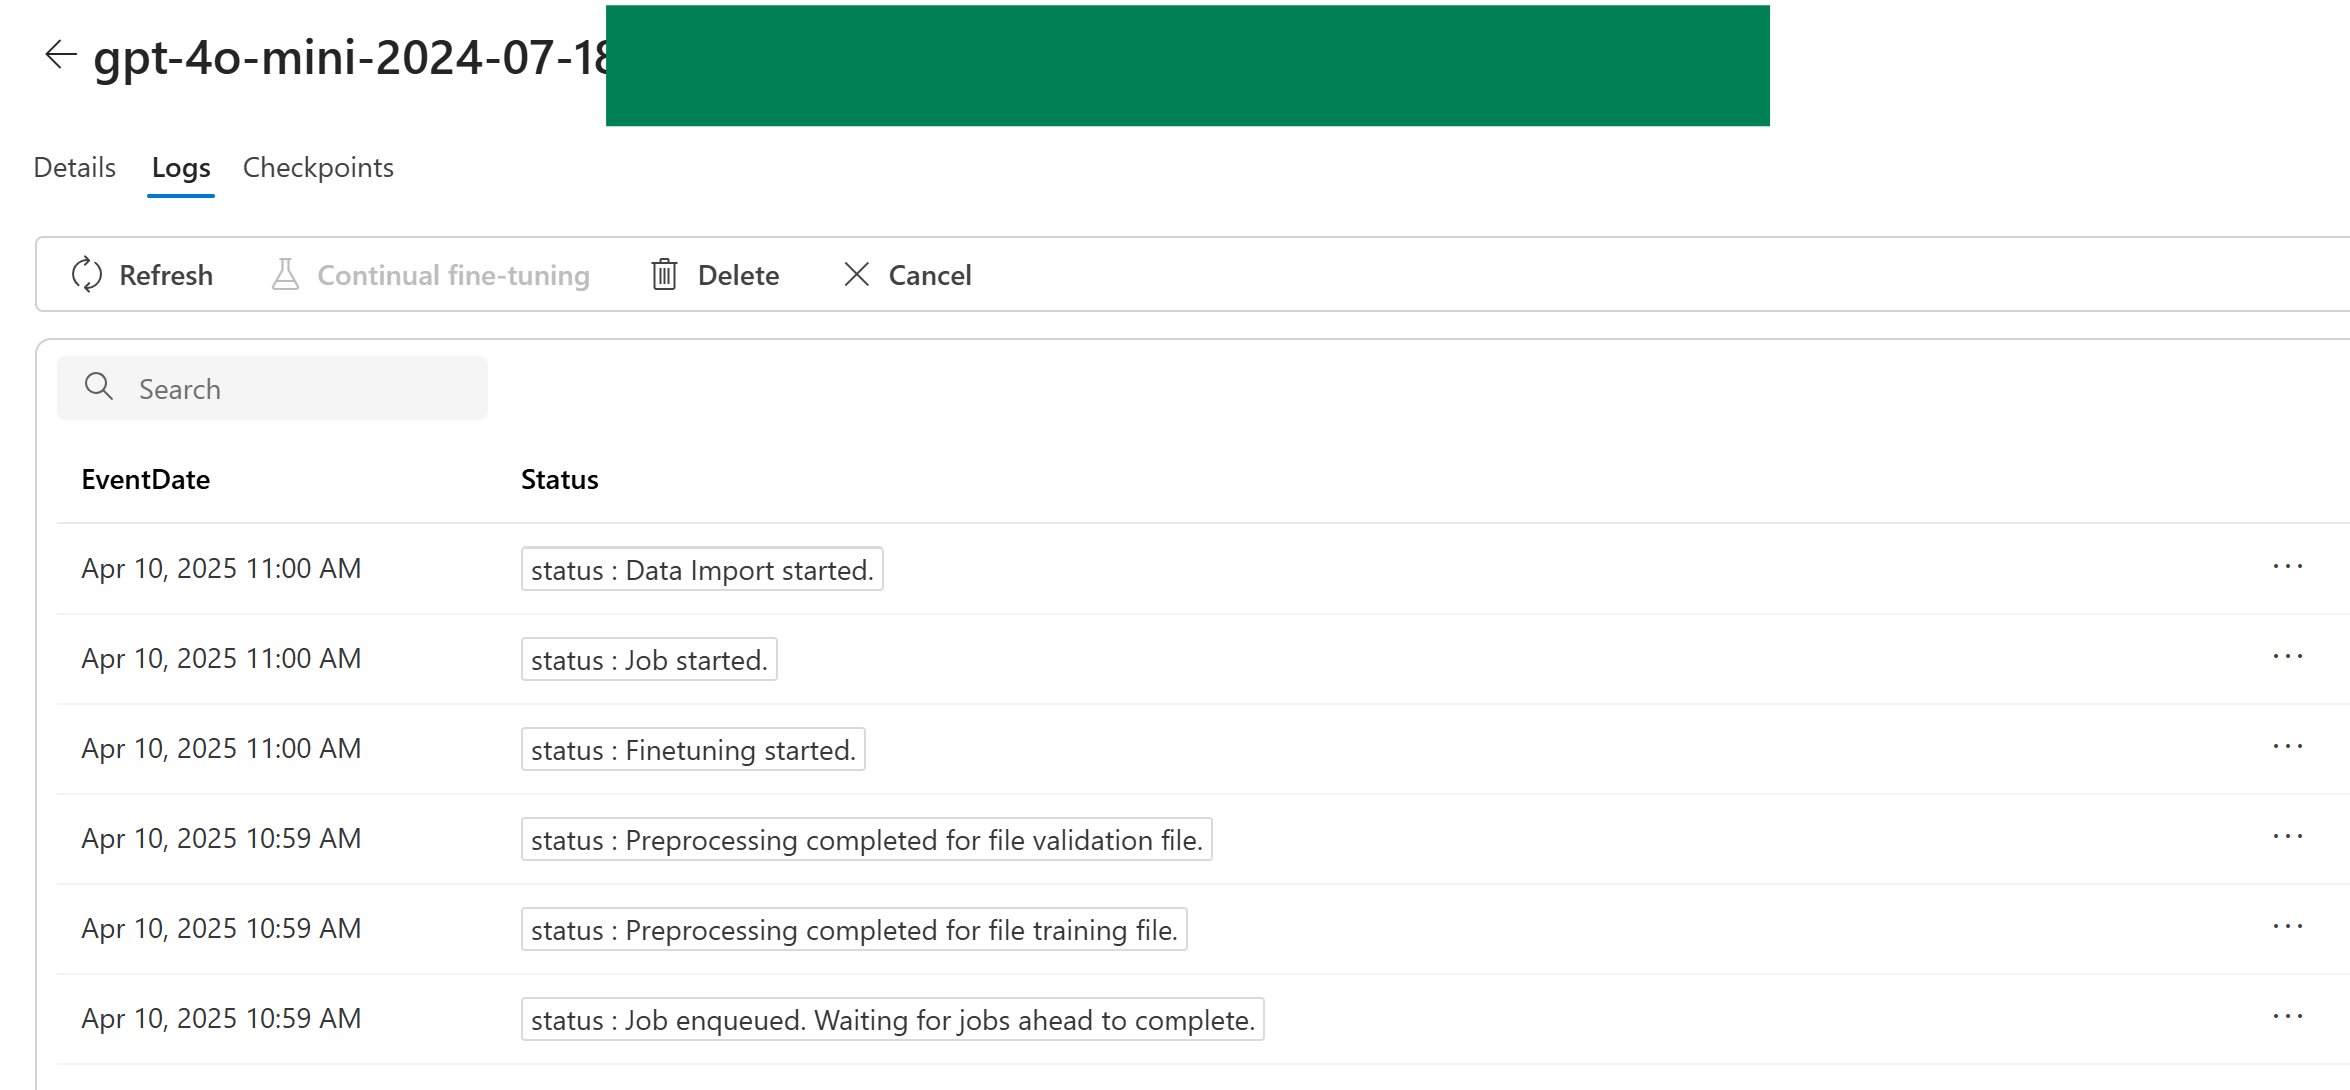 gpt-4o-mini-2024-07-18
Details Logs Checkpoints
Refresh Continual fine-tuning Delete Cancel
Search
EventDate Status
Apr 10, 2025 11:00 AM status : Data Import started. ...
Apr 10, 2025 11:00 AM status : Job started. ...
Apr 10, 2025 11:00 AM status : Finetuning started. ...
Apr 10, 2025 10:59 AM status : Preprocessing completed for file validation file. ...
Apr 10, 2025 10:59 AM status : Preprocessing completed for file training file. ...
Apr 10, 2025 10:59 AM status : Job enqueued. Waiting for jobs ahead to complete. ...